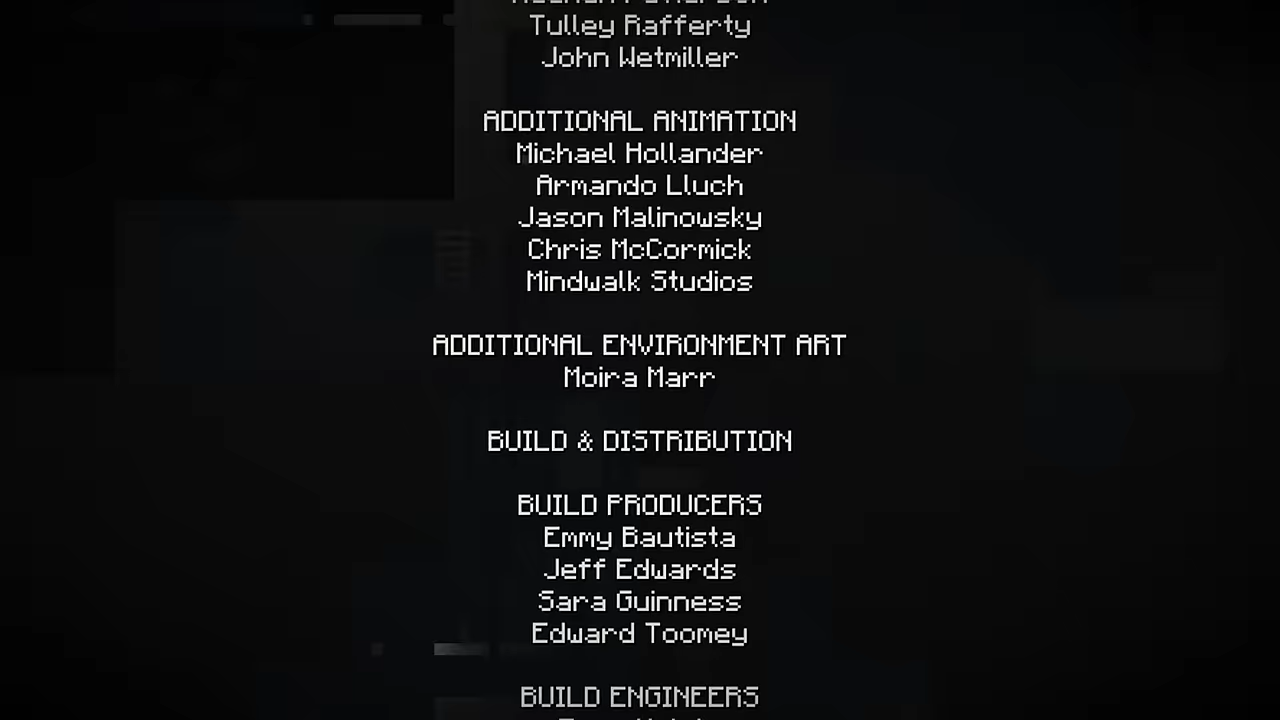 Tulley Rafferty
John Wetmiller
ADDITIONAL ANIMATION
Michael Hollander
Armando Lluch
Jason Malinowsky
Chris McCormick
Mindwalk Studios
ADDITIONAL ENVIRONMENT ART
Moira Marr
BUILD & DISTRIBUTION
BUILD PRODUCERS
Emmy Bautista
Jeff Edwards
Sara Guinness
Edward Toomey
BUILD ENGINEERS